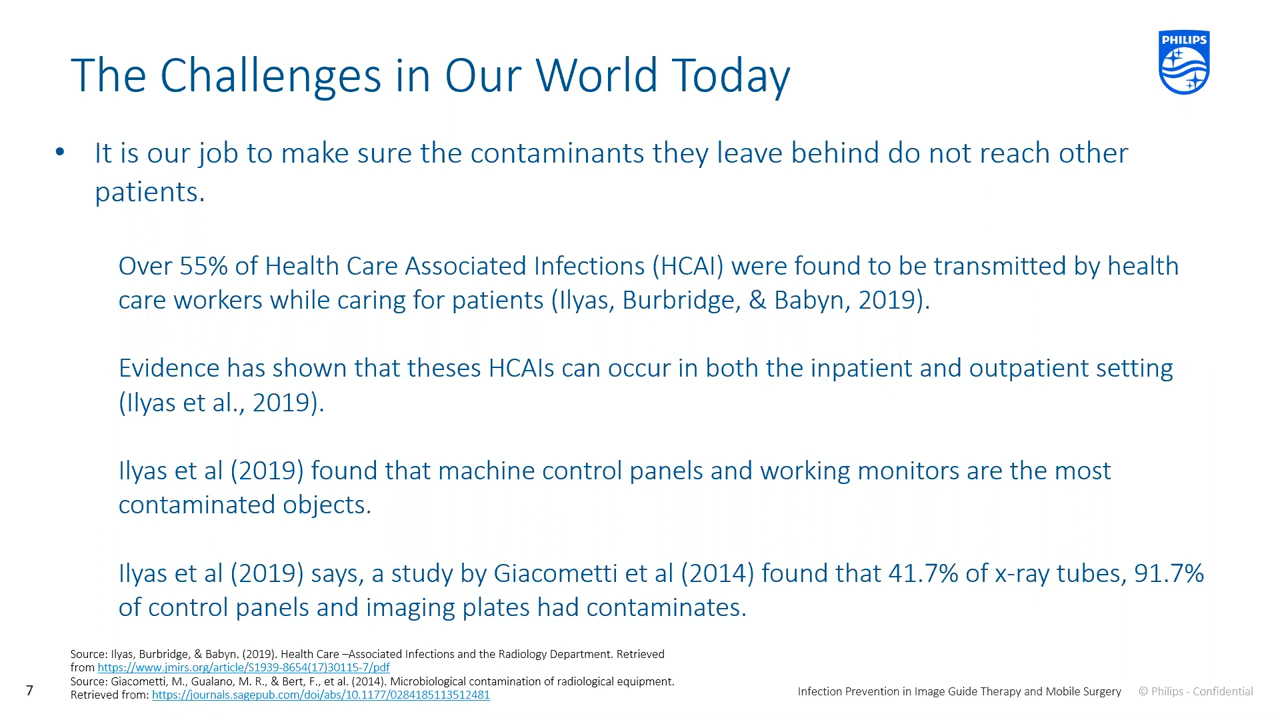 PHILIPS
The Challenges in Our World Today
• It is our job to make sure the contaminants they leave behind do not reach other
patients.
Over 55% of Health Care Associated Infections (HCAI) were found to be transmitted by health
care workers while caring for patients (Ilyas, Burbridge, & Babyn, 2019).
Evidence has shown that theses HCAIs can occur in both the inpatient and outpatient setting
(Ilyas et al., 2019).
Ilyas et al (2019) found that machine control panels and working monitors are the most
contaminated objects.
Ilyas et al (2019) says, a study by Giacometti et al (2014) found that 41.7% of x-ray tubes, 91.7%
of control panels and imaging plates had contaminates.
Source: Ilyas, Burbridge, & Babyn. (2019). Health Care –Associated Infections and the Radiology Department. Retrieved
from https://www.jmirs.org/article/S1939-8654(17)30115-7/pdf
Source: Giacometti, M., Gualano, M. R., & Bert, F., et al. (2014). Microbiological contamination of radiological equipment.
Retrieved from: https://journals.sagepub.com/doi/abs/10.1177/0284185113512481
7
Infection Prevention in Image Guide Therapy and Mobile Surgery
© Philips - Confidential